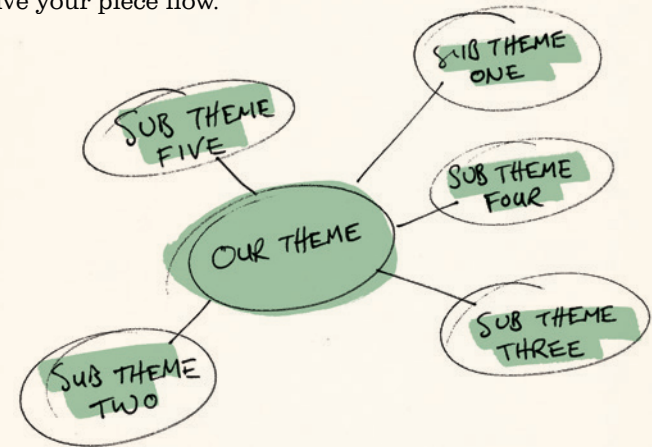 ive your piece flow.
SUB THEME
ONE
SUB THEME
FIVE
SUB THEME
FOUR
OUR THEME
SUB THEME
THREE
SUB THEME
TWO